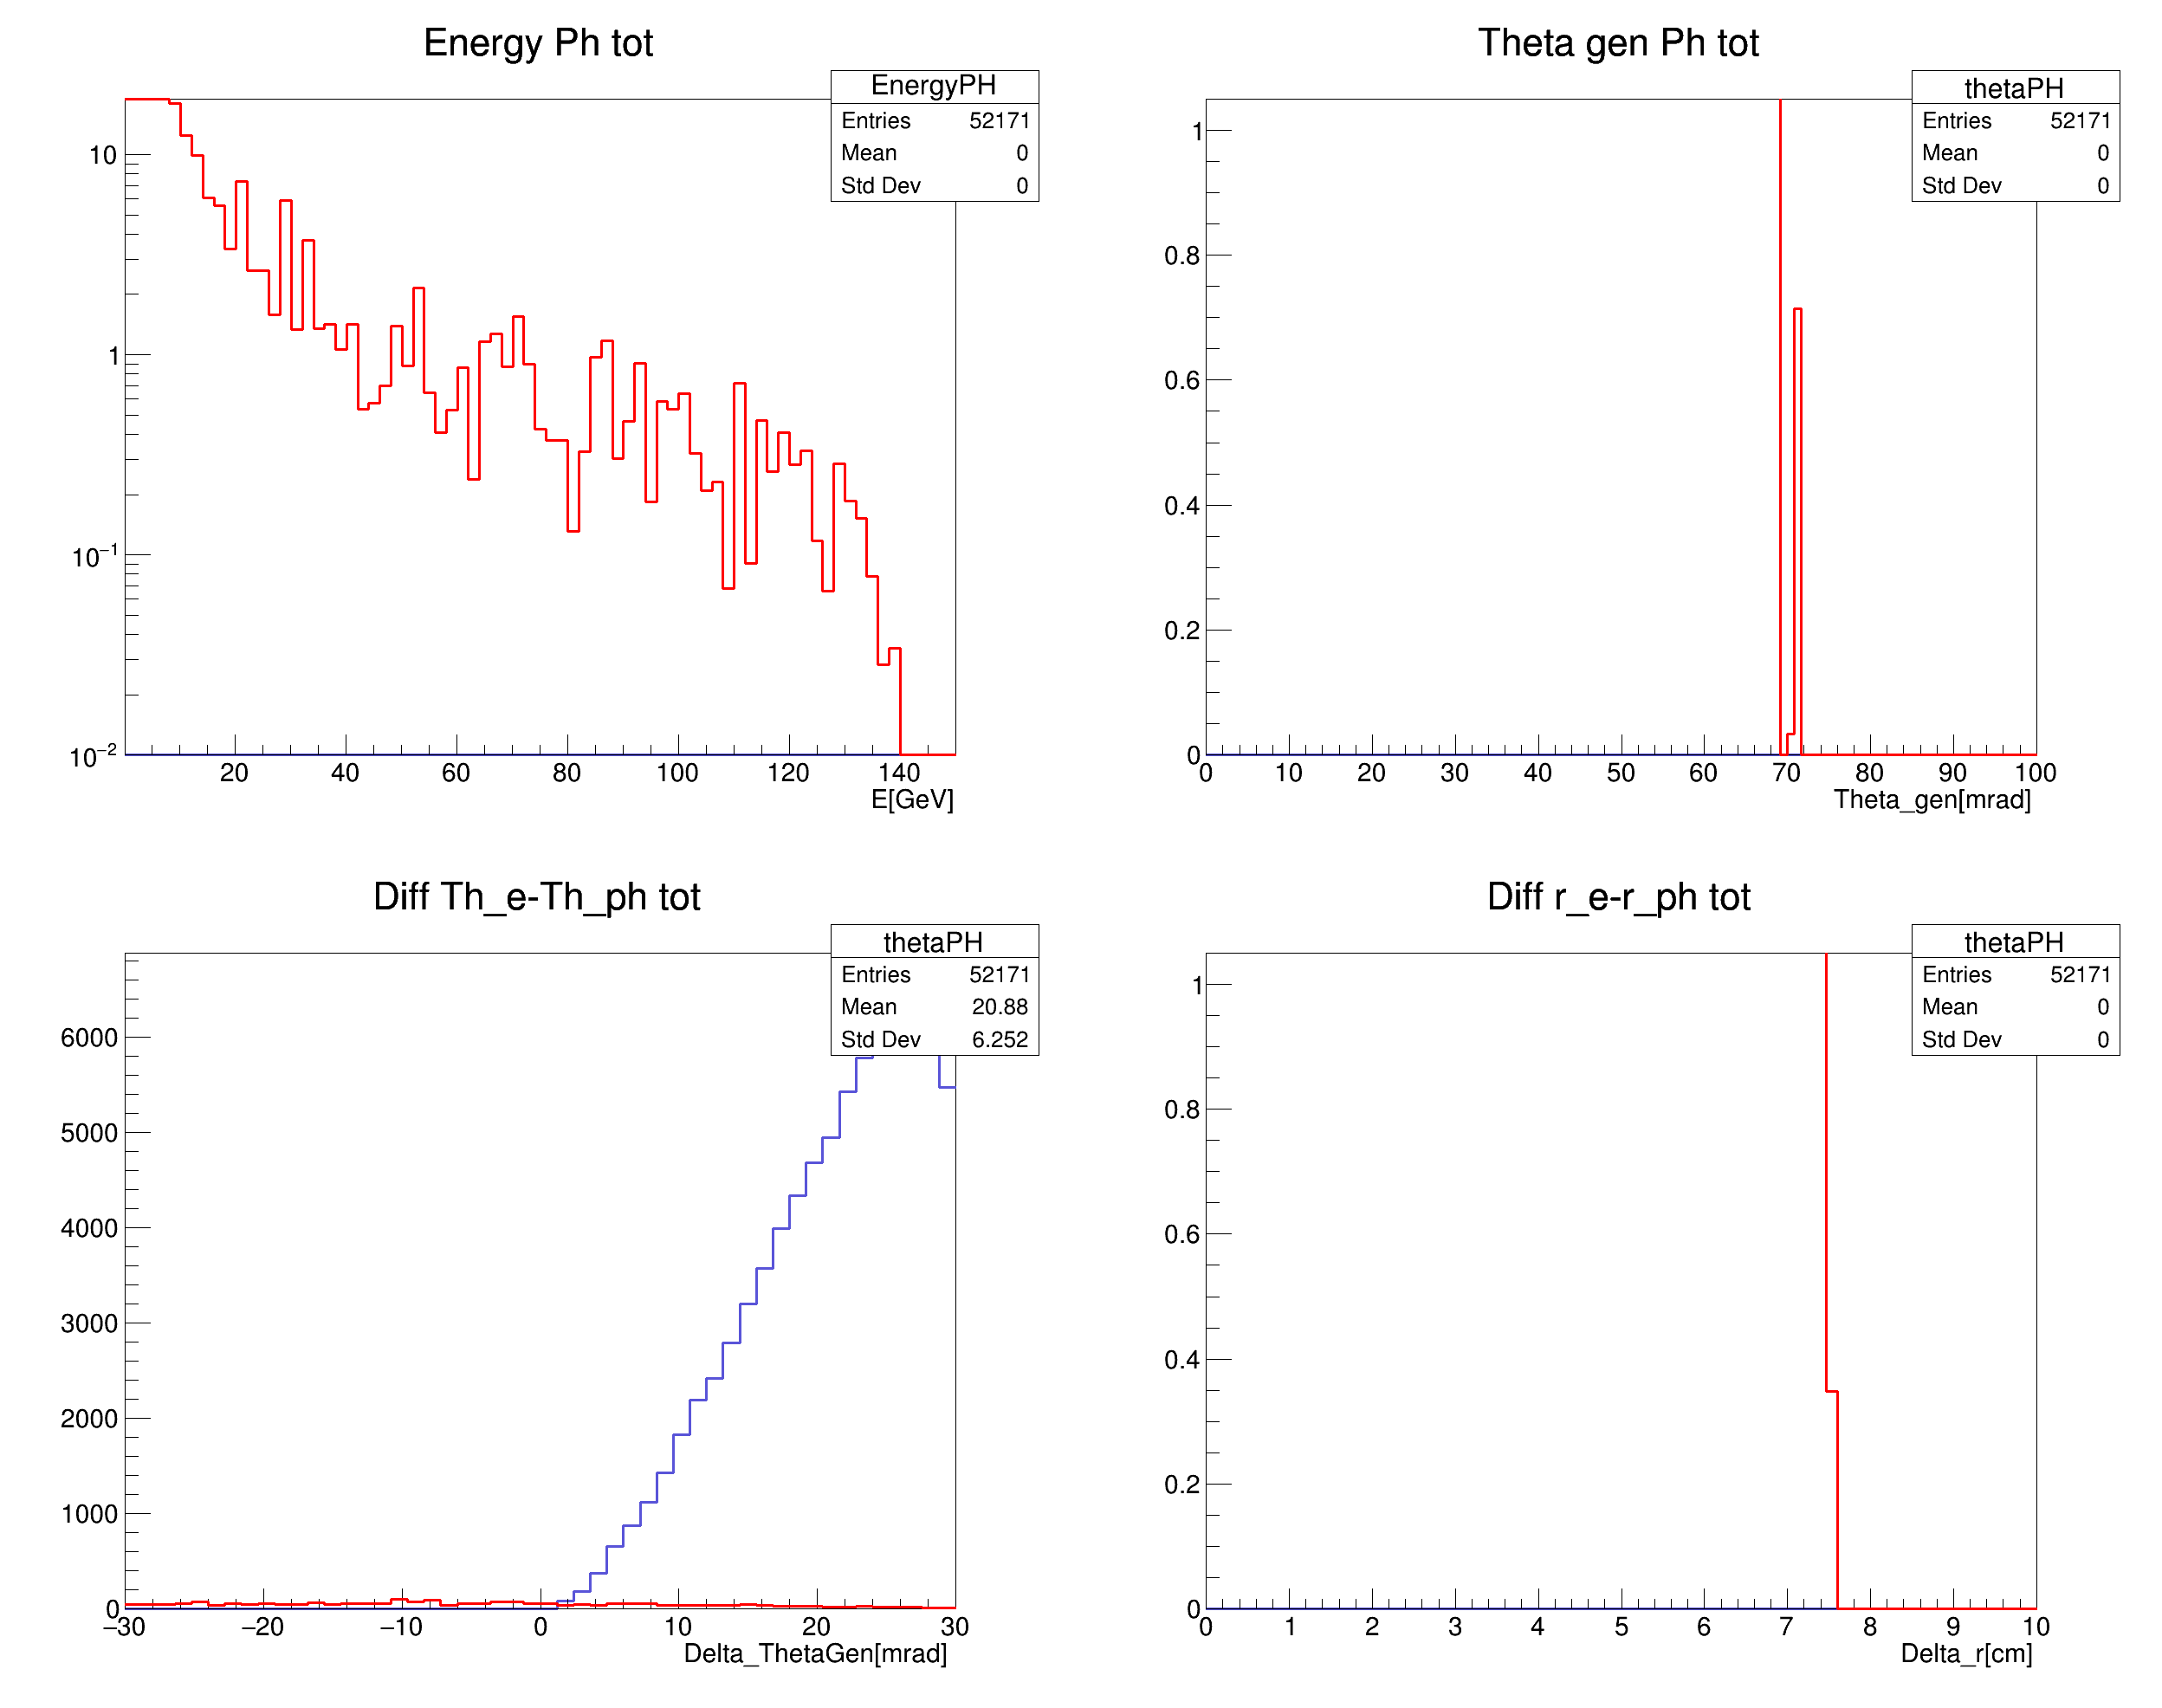 Energy Ph tot
EnergyPH
Entries 52171
Mean 0
Std Dev 0
10
1
10⁻¹
10⁻²
20 40 60 80 100 120 140
E[GeV]
Theta gen Ph tot
thetaPH
Entries 52171
Mean 0
Std Dev 0
1
0.8
0.6
0.4
0.2
0
0 10 20 30 40 50 60 70 80 90 100
Theta_gen[mrad]
Diff Th_e-Th_ph tot
thetaPH
Entries 52171
Mean 20.88
Std Dev 6.252
6000
5000
4000
3000
2000
1000
0
−30 −20 −10 0 10 20 30
Delta_ThetaGen[mrad]
Diff r_e-r_ph tot
thetaPH
Entries 52171
Mean 0
Std Dev 0
1
0.8
0.6
0.4
0.2
0
0 1 2 3 4 5 6 7 8 9 10
Delta_r[cm]